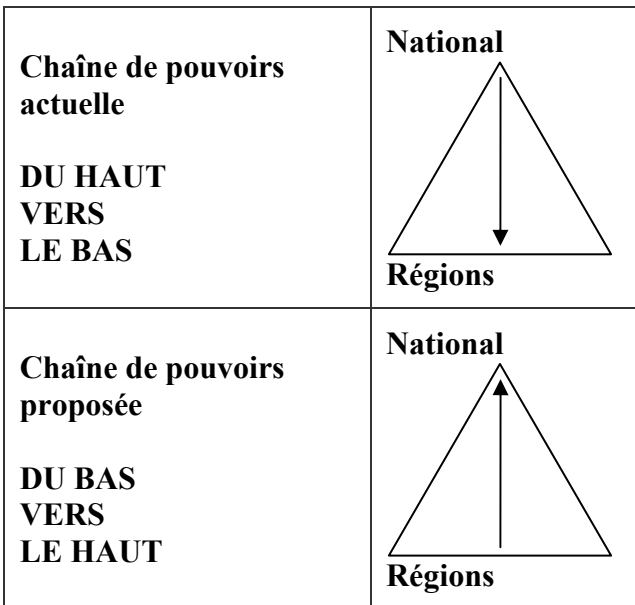 Chaîne de pouvoirs
actuelle
DU HAUT
VERS
LE BAS
National
Régions
Chaîne de pouvoirs
proposée
DU BAS
VERS
LE HAUT
National
Régions